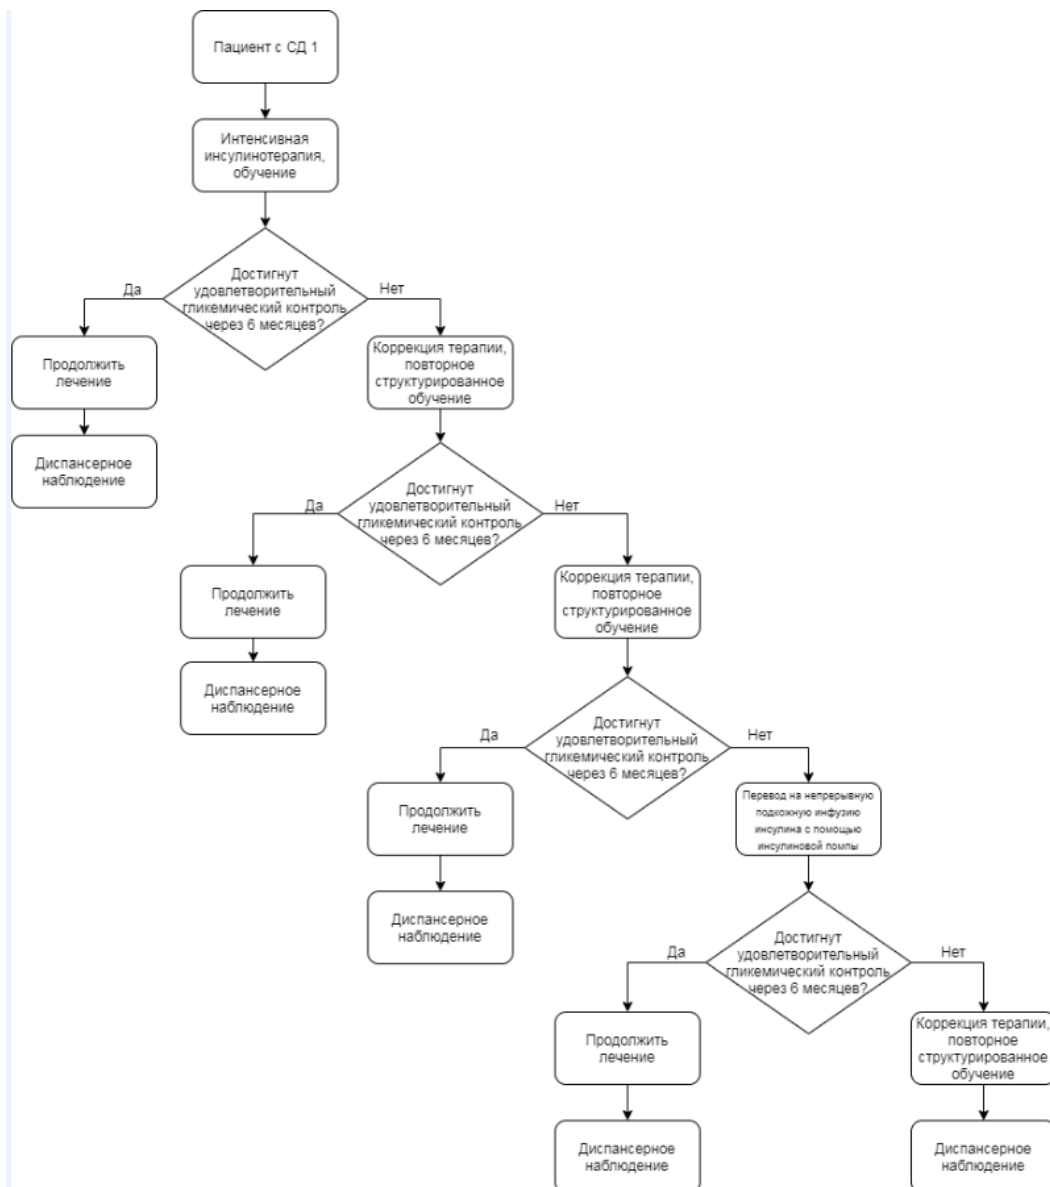 Пациент с СД 1
Интенсивная
инсулинотерапия,
обучение
Достигнут
удовлетворительный
гликемический контроль
через 6 месяцев?
Да
Нет
Продолжить
лечение
Диспансерное
наблюдение
Коррекция терапии,
повторное
структурированное
обучение
Достигнут
удовлетворительный
гликемический контроль
через 6 месяцев?
Да
Нет
Продолжить
лечение
Диспансерное
наблюдение
Коррекция терапии,
повторное
структурированное
обучение
Достигнут
удовлетворительный
гликемический контроль
через 6 месяцев?
Да
Нет
Продолжить
лечение
Диспансерное
наблюдение
Перевод на непрерывную
подкожную инфузию
инсулина с помощью
инсулиновой помпы
Достигнут
удовлетворительный
гликемический контроль
через 6 месяцев?
Да
Нет
Продолжить
лечение
Диспансерное
наблюдение
Коррекция терапии,
повторное
структурированное
обучение
Диспансерное
наблюдение